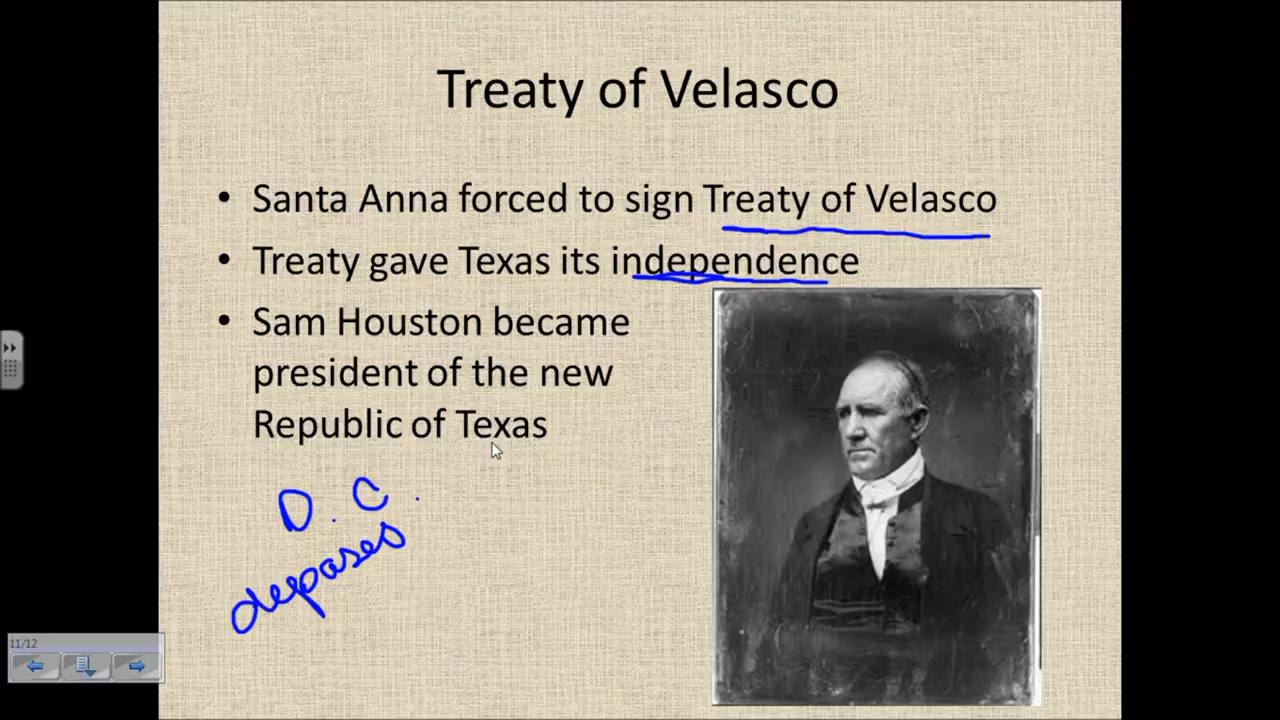 Treaty of Velasco
• Santa Anna forced to sign Treaty of Velasco
• Treaty gave Texas its independence
• Sam Houston became
president of the new
Republic of Texas
D.C.
deposes
11/12